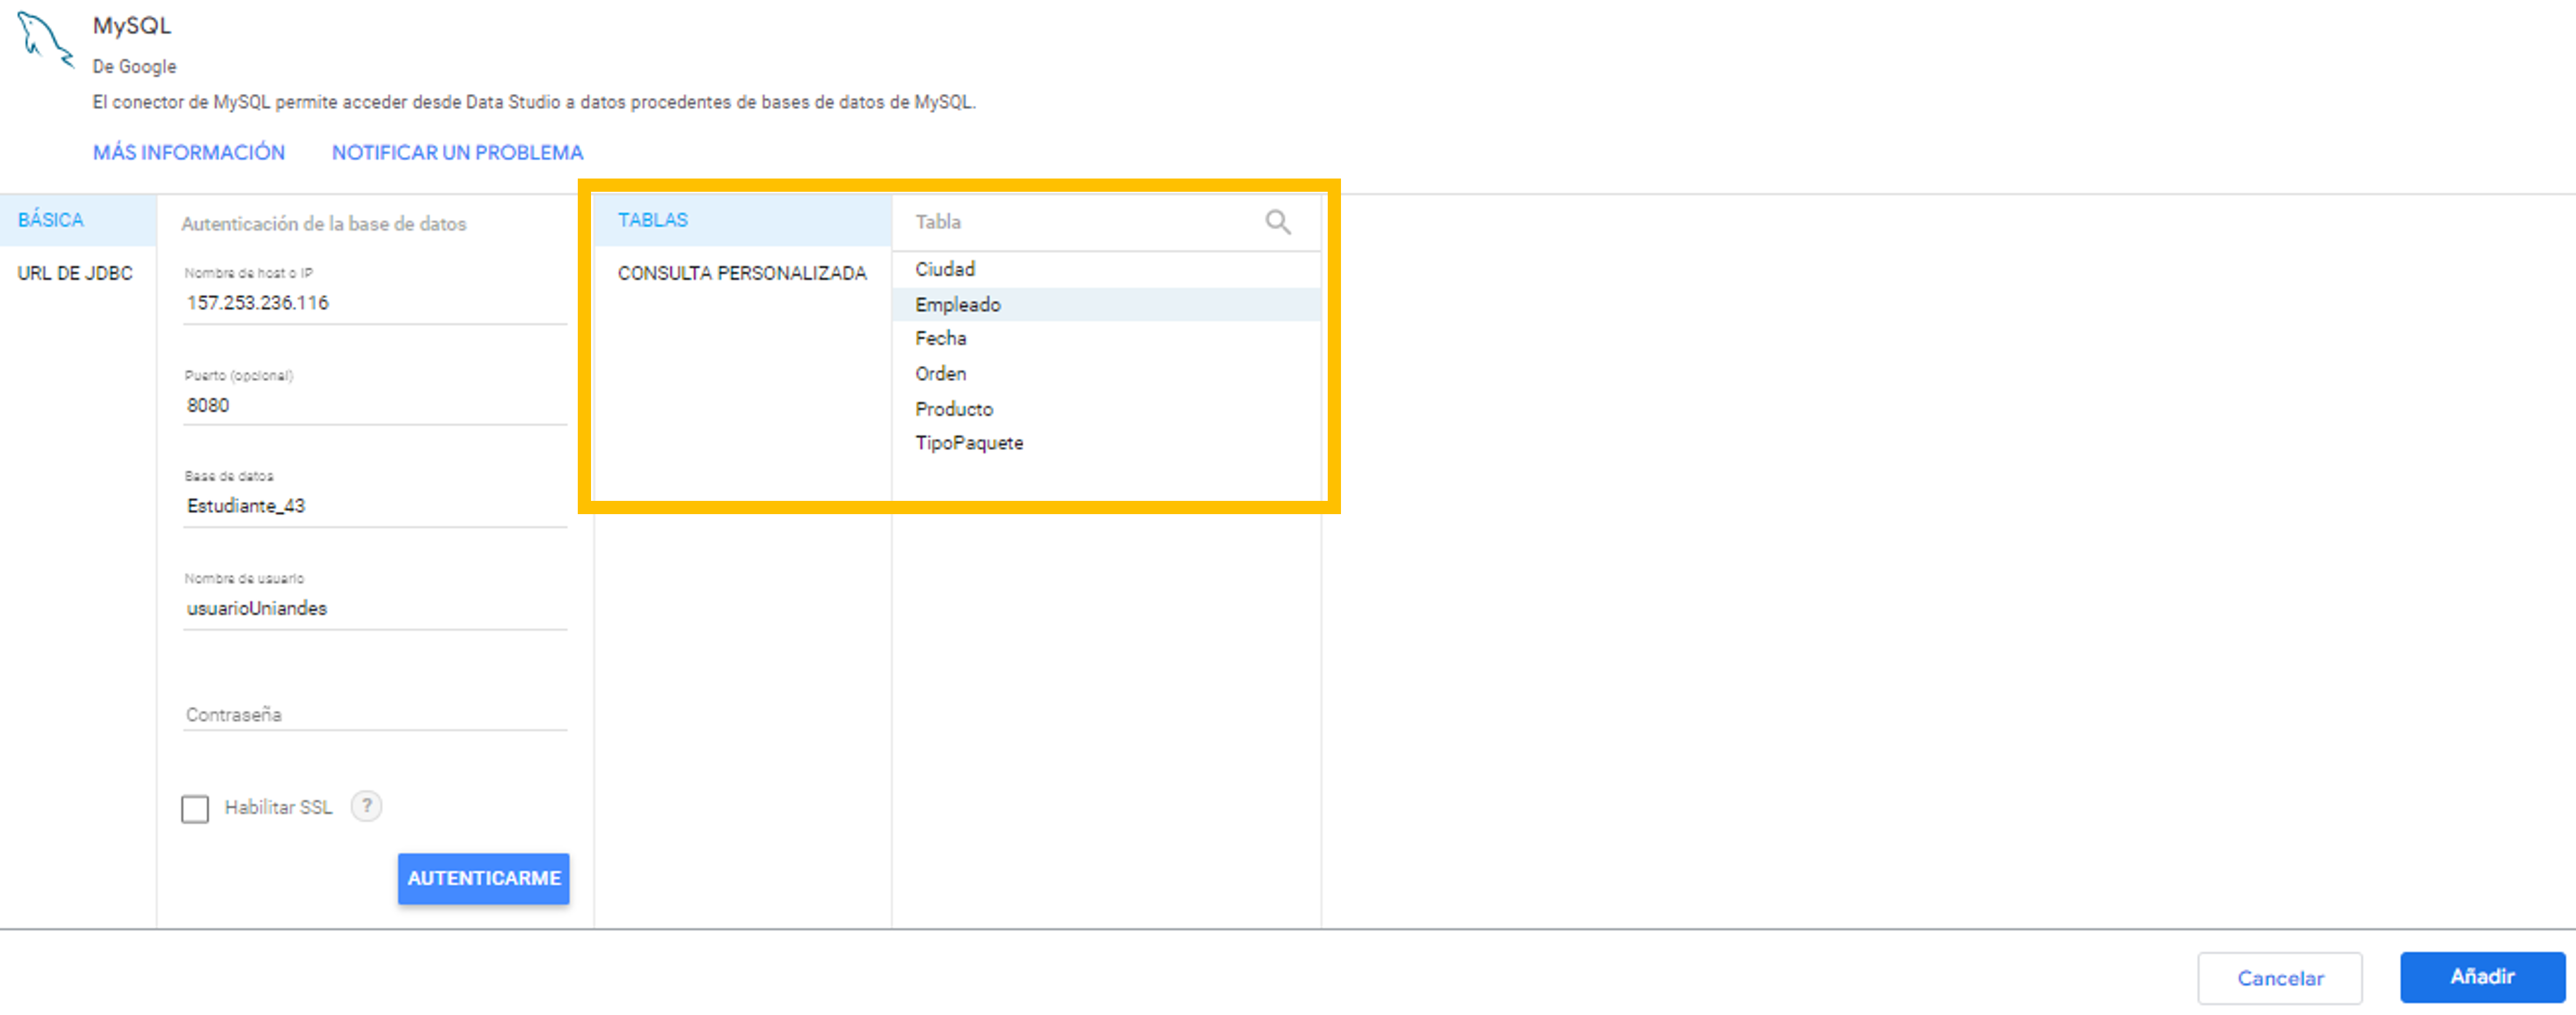 MySQL
De Google
El conector de MySQL permite acceder desde Data Studio a datos procedentes de bases de datos de MySQL.
MÁS INFORMACIÓN NOTIFICAR UN PROBLEMA
BÁSICA
URL DE JDBC
Autenticación de la base de datos
Nombre de host o IP
157.253.236.116
Puerto (opcional)
8080
Base de datos
Estudiante_43
Nombre de usuario
usuarioUniandes
Contraseña
Habilitar SSL ?
AUTENTICARME
TABLAS
CONSULTA PERSONALIZADA
Tabla
Ciudad
Empleado
Fecha
Orden
Producto
TipoPaquete
Cancelar Añadir